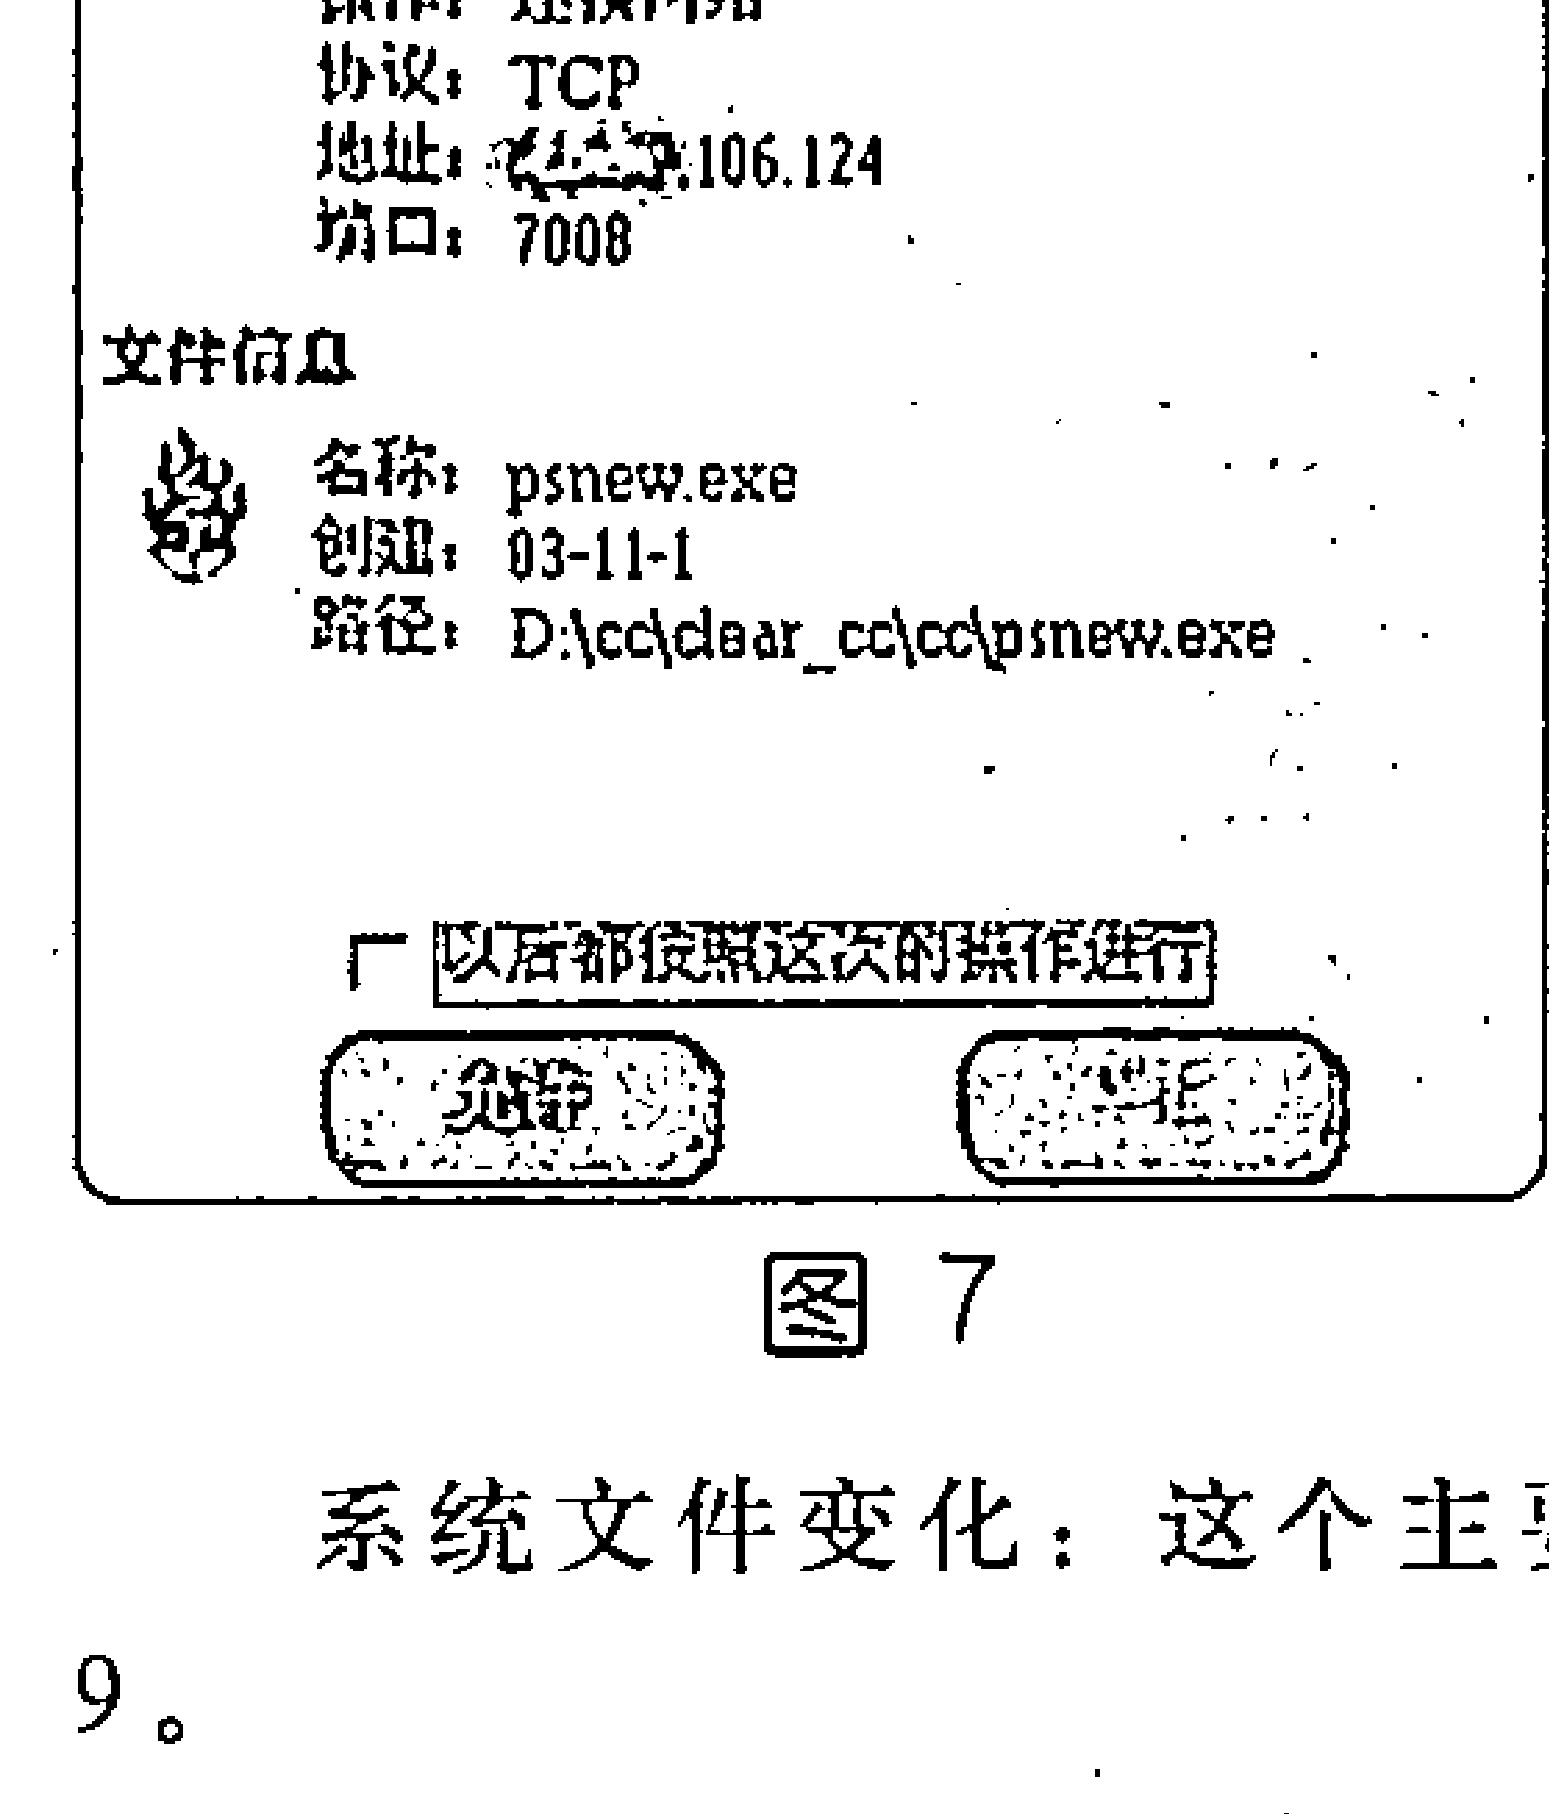 协议： TCP
地址： .106.124
端口： 7008
文件信息
名称： psnew.exe
创建： 03-11-1
路径： D:\cc\clear_cc\cc\psnew.exe
以后都按照这次的操作进行
允许
图 7
系统文件变化：这个主
9。